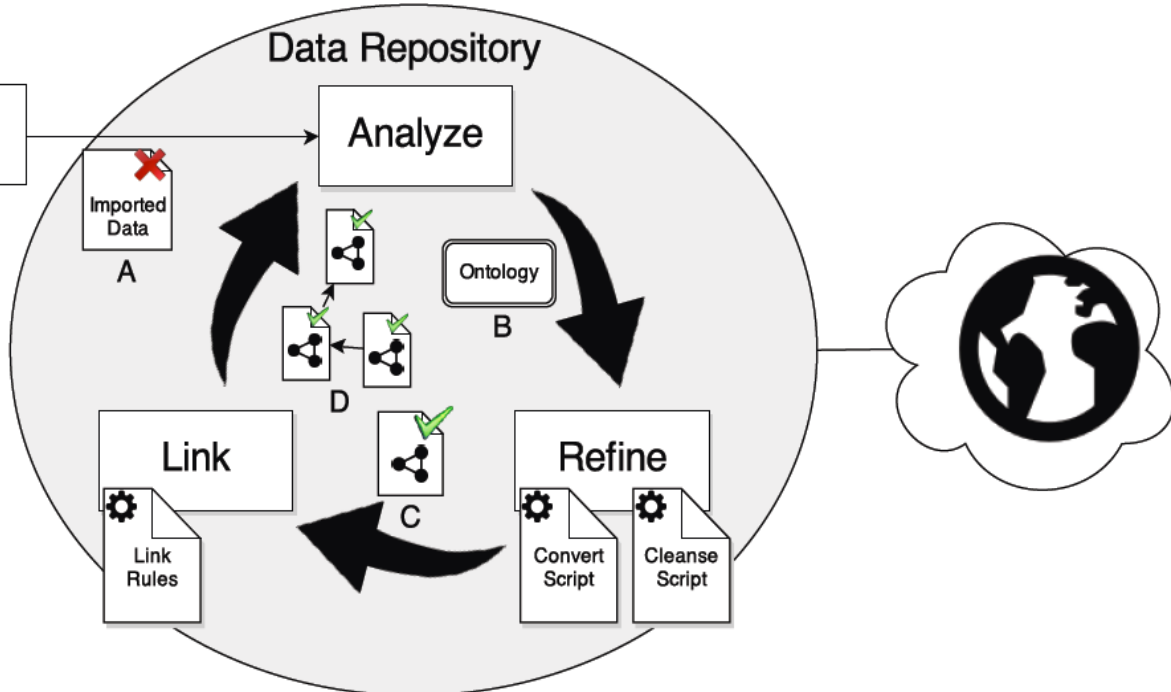 Data Repository
Analyze
Imported
Data
A
Ontology
B
D
Link
Refine
C
Link
Rules
Convert
Script
Cleanse
Script